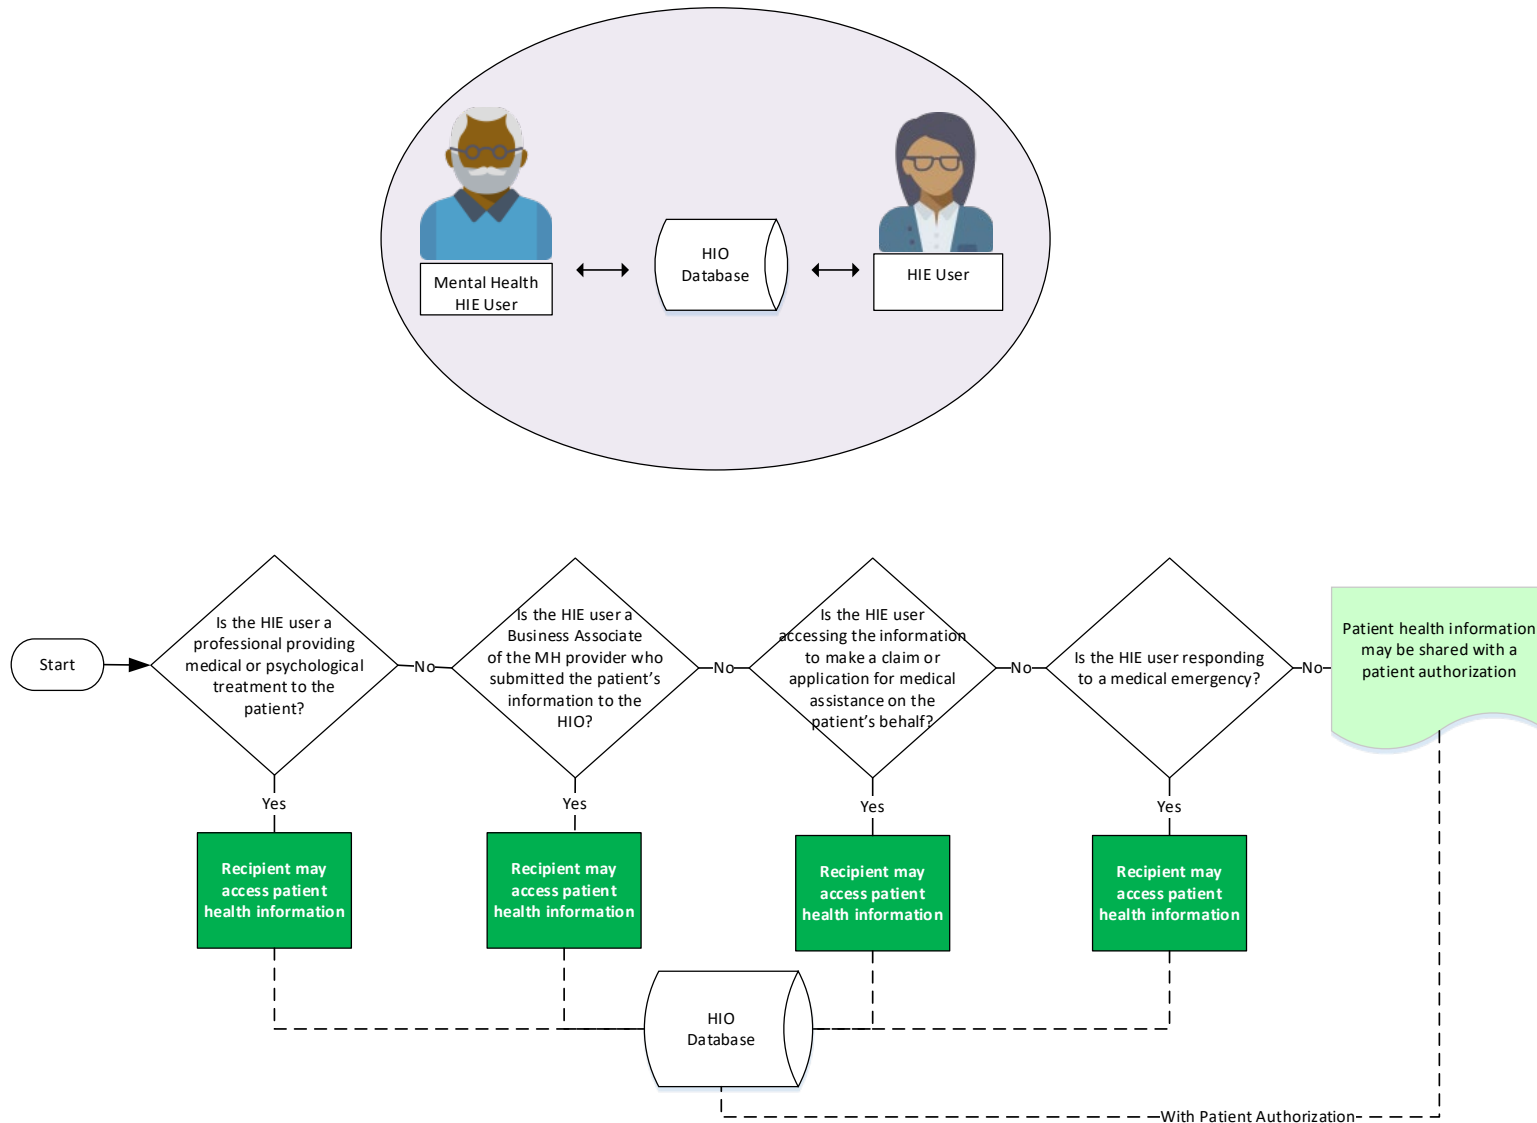 Mental Health
HIE User
HIO
Database
HIE User
Start
Is the HIE user a
professional providing
medical or psychological
treatment to the
patient?
No
Is the HIE user a
Business Associate
of the MH provider who
submitted the patient's
information to the
HIO?
No
Is the HIE user
accessing the information
to make a claim or
application for medical
assistance on the
patient's behalf?
No
Is the HIE user responding
to a medical emergency?
No
Patient health information
may be shared with a
patient authorization
Yes
Yes
Yes
Yes
Recipient may
access patient
health information
Recipient may
access patient
health information
Recipient may
access patient
health information
Recipient may
access patient
health information
HIO
Database
With Patient Authorization